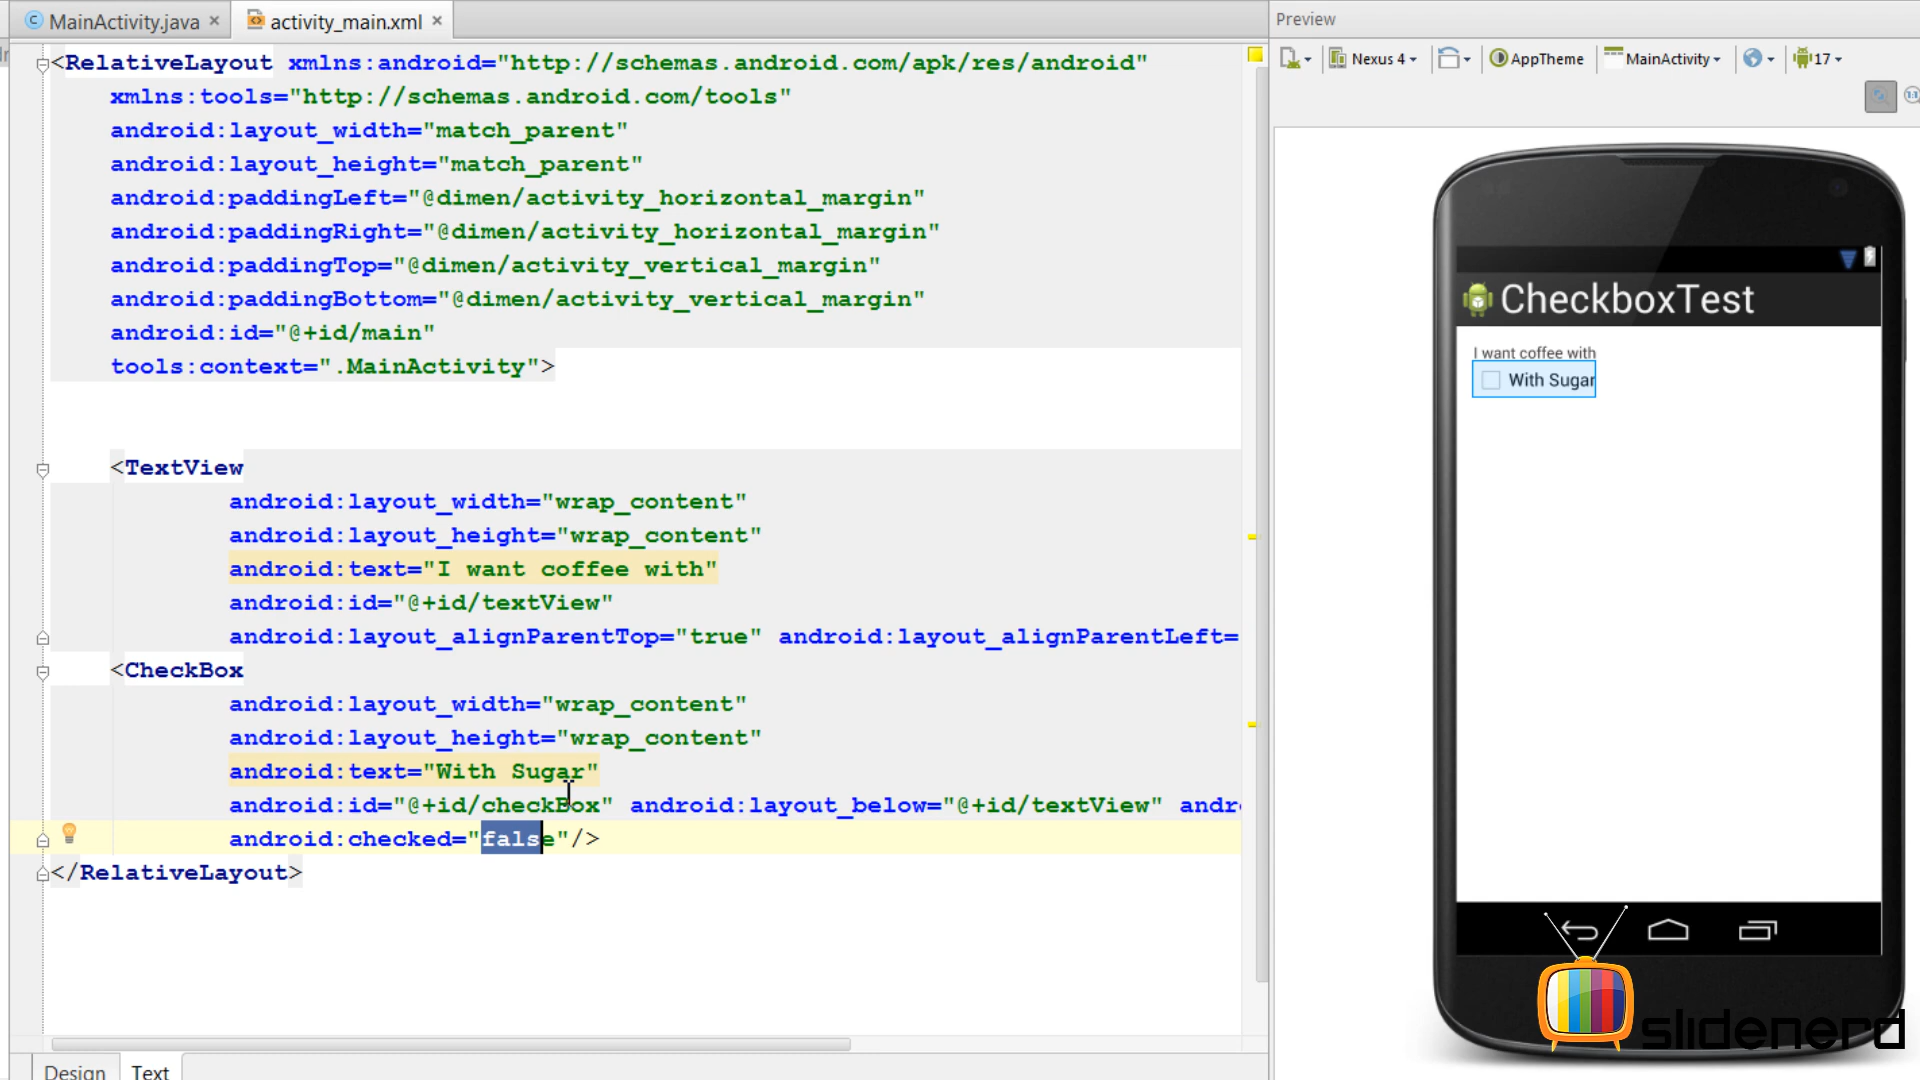 MainActivity.java
activity_main.xml
<RelativeLayout xmlns:android="http://schemas.android.com/apk/res/android"
xmlns:tools="http://schemas.android.com/tools"
android:layout_width="match_parent"
android:layout_height="match_parent"
android:paddingLeft="@dimen/activity_horizontal_margin"
android:paddingRight="@dimen/activity_horizontal_margin"
android:paddingTop="@dimen/activity_vertical_margin"
android:paddingBottom="@dimen/activity_vertical_margin"
android:id="@+id/main"
tools:context=".MainActivity">
<TextView
android:layout_width="wrap_content"
android:layout_height="wrap_content"
android:text="I want coffee with"
android:id="@+id/textView"
android:layout_alignParentTop="true" android:layout_alignParentLeft=
<CheckBox
android:layout_width="wrap_content"
android:layout_height="wrap_content"
android:text="With Sugar"
android:id="@+id/checkBox" android:layout_below="@+id/textView" andr
android:checked="false"/>
</RelativeLayout>
Design
Text
Preview
Nexus 4
AppTheme
MainActivity
17
1:1
CheckboxTest
I want coffee with
With Sugar
slidenerd